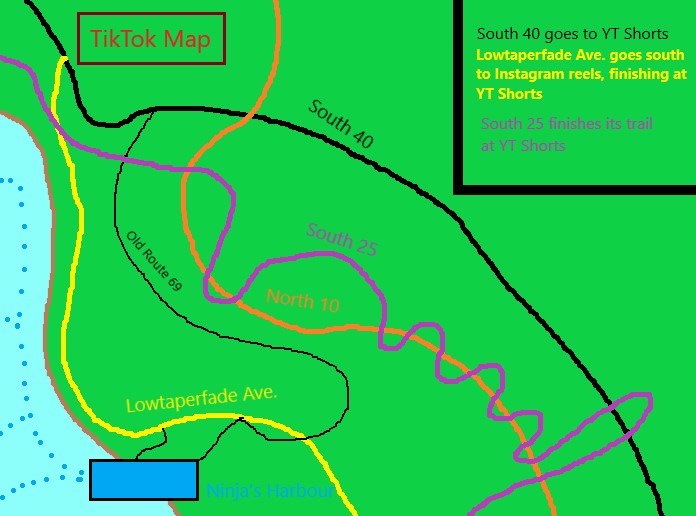 TikTok Map
South 40 goes to YT Shorts
Lowtaperfade Ave. goes south
to Instagram reels, finishing at
YT Shorts
South 25 finishes its trail
at YT Shorts
South 40
South 25
Old Route 69
North 10
Lowtaperfade Ave.
Ninja's Harbour